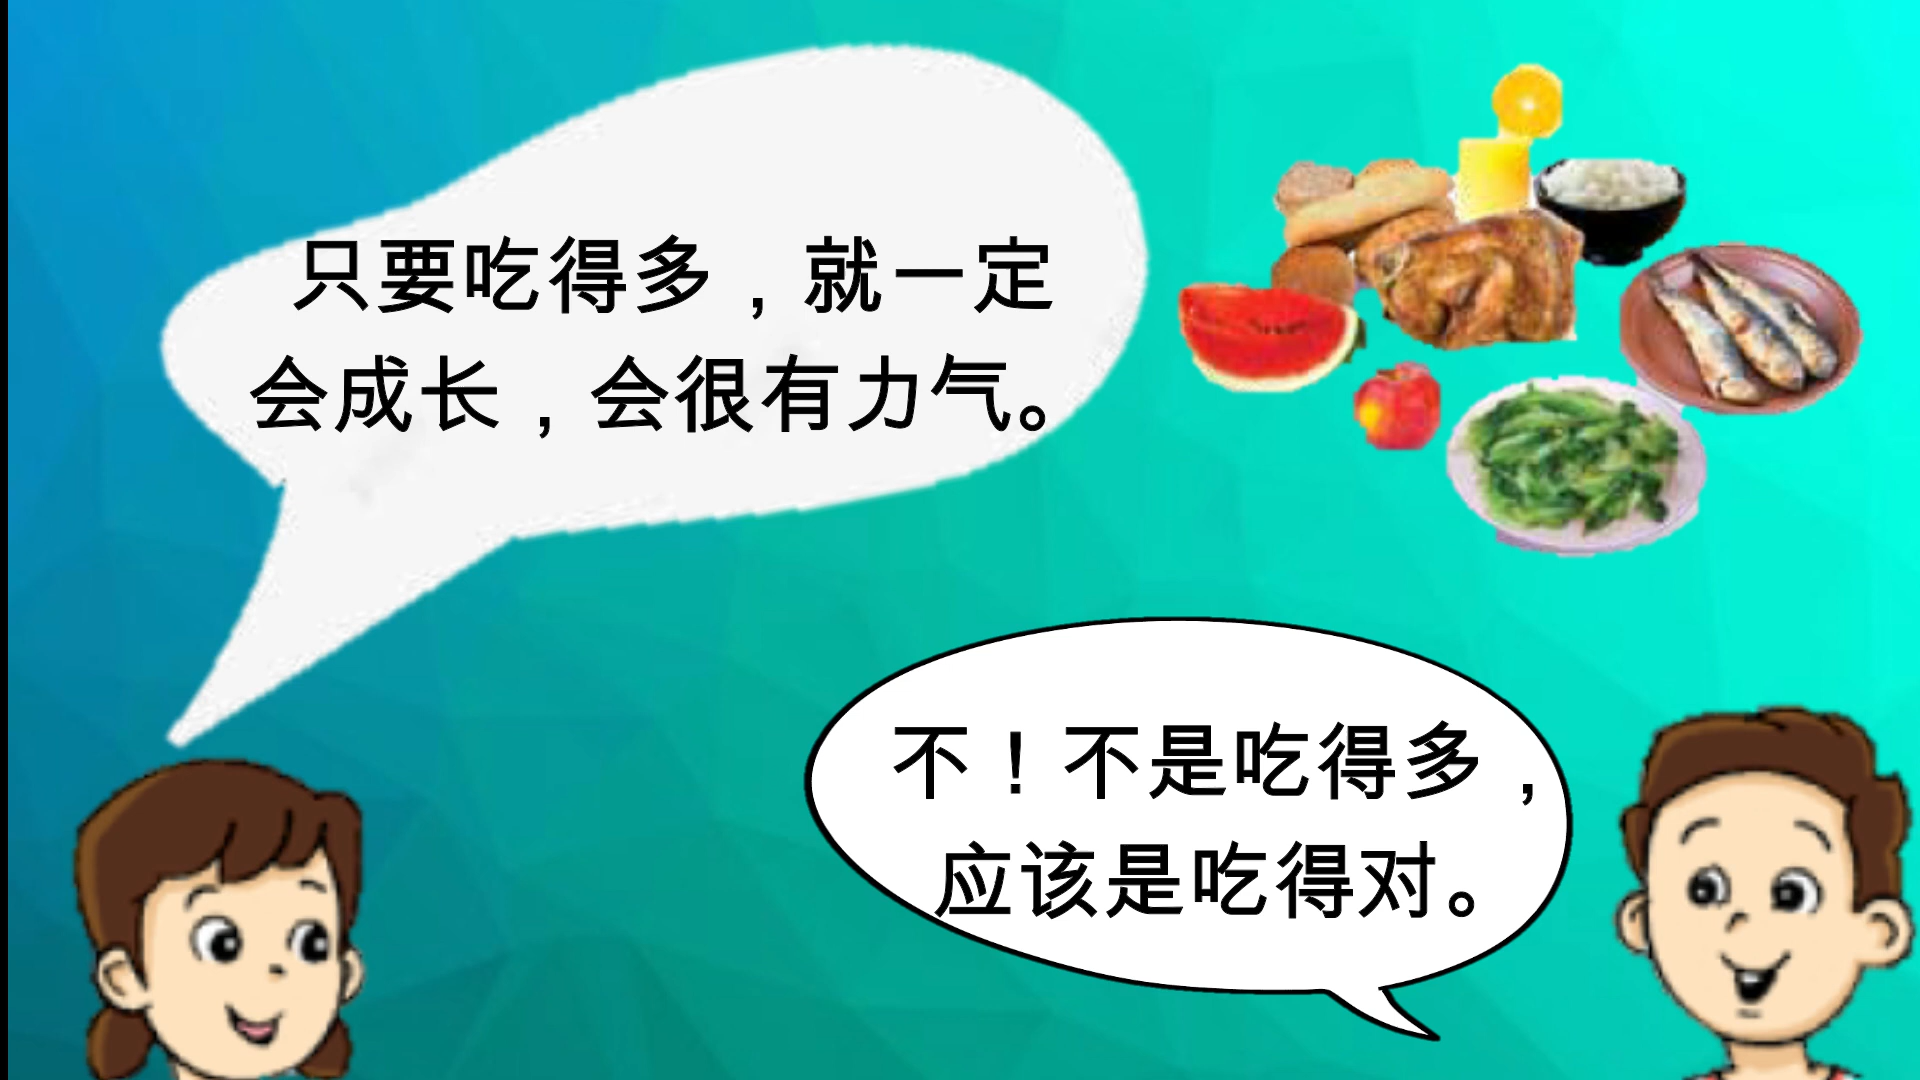 只要吃得多，就一定
会成长，会很有力气。
不！不是吃得多，
应该是吃得对。